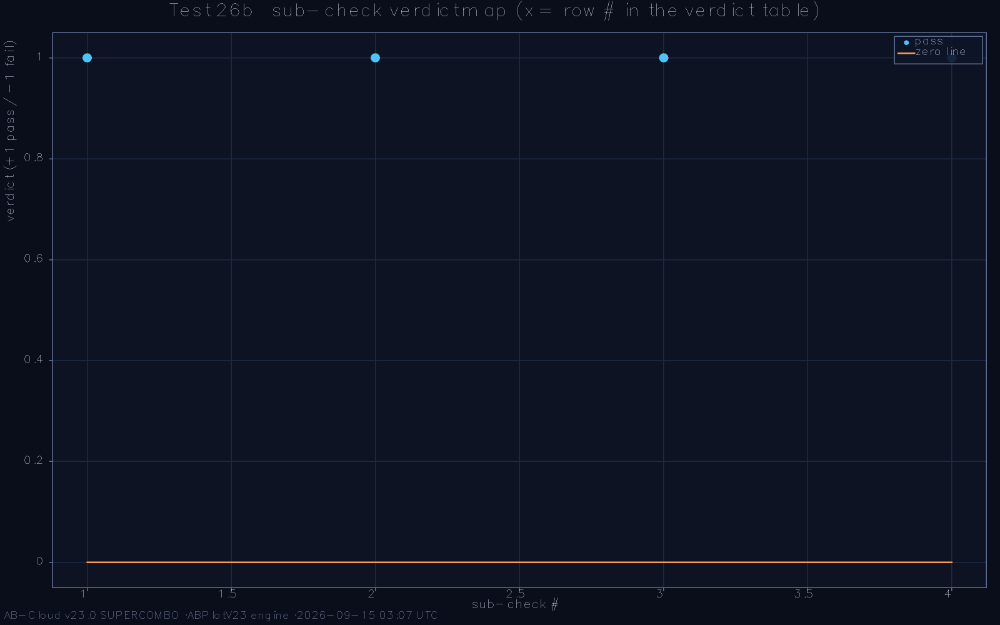 Test 26b sub-check verdict map (x = row # in the verdict table)
verdict (+1 pass / -1 fail)
pass
zero line
1
0.8
0.6
0.4
0.2
0
1 1.5 2 2.5 3 3.5 4
sub-check #
AB-Cloud v23.0 SUPERCOMBO · ABPlotV23 engine · 2026-09-15 03:07 UTC